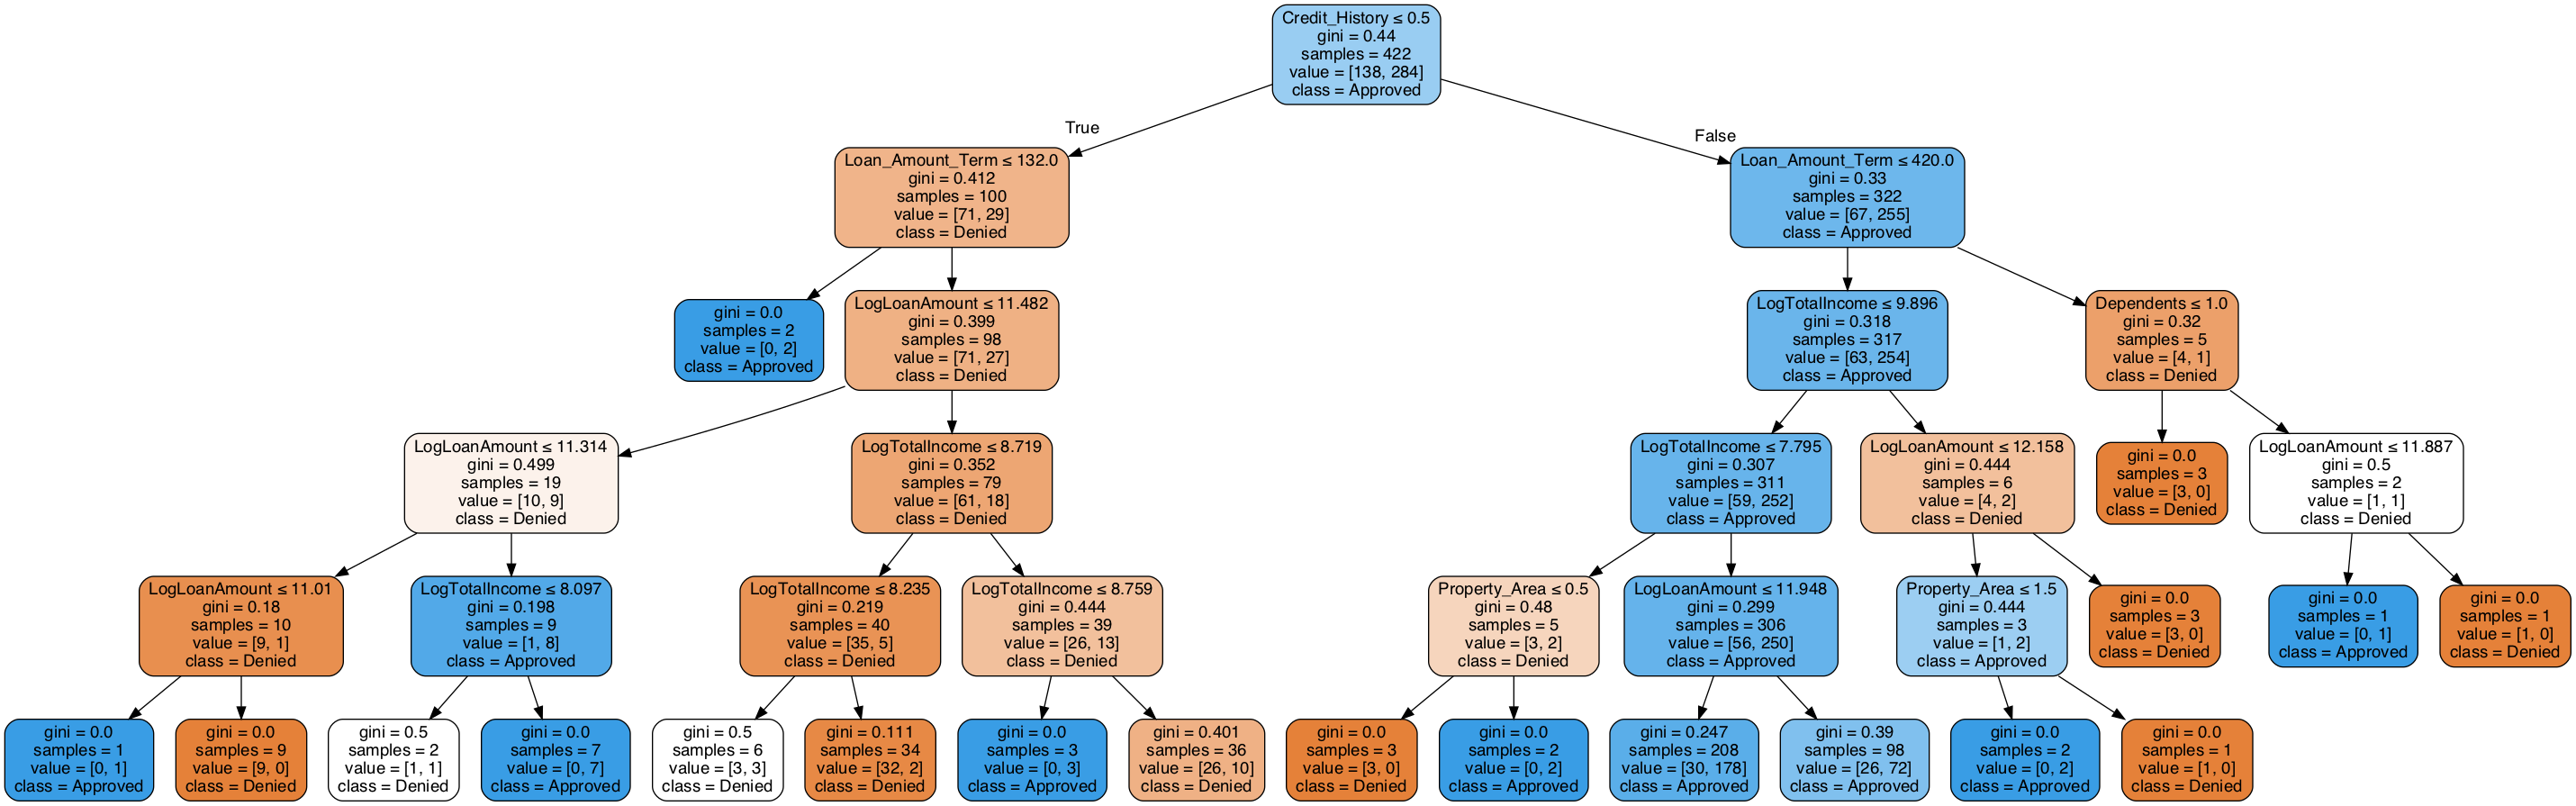 Credit_History ≤ 0.5
gini = 0.44
samples = 422
value = [138, 284]
class = Approved
True
False
Loan_Amount_Term ≤ 132.0
gini = 0.412
samples = 100
value = [71, 29]
class = Denied
Loan_Amount_Term ≤ 420.0
gini = 0.33
samples = 322
value = [67, 255]
class = Approved
gini = 0.0
samples = 2
value = [0, 2]
class = Approved
LogLoanAmount ≤ 11.482
gini = 0.399
samples = 98
value = [71, 27]
class = Denied
LogTotalIncome ≤ 9.896
gini = 0.318
samples = 317
value = [63, 254]
class = Approved
Dependents ≤ 1.0
gini = 0.32
samples = 5
value = [4, 1]
class = Denied
LogLoanAmount ≤ 11.314
gini = 0.499
samples = 19
value = [10, 9]
class = Denied
LogTotalIncome ≤ 8.719
gini = 0.352
samples = 79
value = [61, 18]
class = Denied
LogTotalIncome ≤ 7.795
gini = 0.307
samples = 311
value = [59, 252]
class = Approved
LogLoanAmount ≤ 12.158
gini = 0.444
samples = 6
value = [4, 2]
class = Denied
gini = 0.0
samples = 3
value = [3, 0]
class = Denied
LogLoanAmount ≤ 11.887
gini = 0.5
samples = 2
value = [1, 1]
class = Denied
LogLoanAmount ≤ 11.01
gini = 0.18
samples = 10
value = [9, 1]
class = Denied
LogTotalIncome ≤ 8.097
gini = 0.198
samples = 9
value = [1, 8]
class = Approved
LogTotalIncome ≤ 8.235
gini = 0.219
samples = 40
value = [35, 5]
class = Denied
LogTotalIncome ≤ 8.759
gini = 0.444
samples = 39
value = [26, 13]
class = Denied
Property_Area ≤ 0.5
gini = 0.48
samples = 5
value = [3, 2]
class = Denied
LogLoanAmount ≤ 11.948
gini = 0.299
samples = 306
value = [56, 250]
class = Approved
Property_Area ≤ 1.5
gini = 0.444
samples = 3
value = [1, 2]
class = Approved
gini = 0.0
samples = 3
value = [3, 0]
class = Denied
gini = 0.0
samples = 1
value = [0, 1]
class = Approved
gini = 0.0
samples = 1
value = [1, 0]
class = Denied
gini = 0.0
samples = 1
value = [0, 1]
class = Approved
gini = 0.0
samples = 9
value = [9, 0]
class = Denied
gini = 0.5
samples = 2
value = [1, 1]
class = Denied
gini = 0.0
samples = 7
value = [0, 7]
class = Approved
gini = 0.5
samples = 6
value = [3, 3]
class = Denied
gini = 0.111
samples = 34
value = [32, 2]
class = Denied
gini = 0.0
samples = 3
value = [0, 3]
class = Approved
gini = 0.401
samples = 36
value = [26, 10]
class = Denied
gini = 0.0
samples = 3
value = [3, 0]
class = Denied
gini = 0.0
samples = 2
value = [0, 2]
class = Approved
gini = 0.247
samples = 208
value = [30, 178]
class = Approved
gini = 0.39
samples = 98
value = [26, 72]
class = Approved
gini = 0.0
samples = 2
value = [0, 2]
class = Approved
gini = 0.0
samples = 1
value = [1, 0]
class = Denied